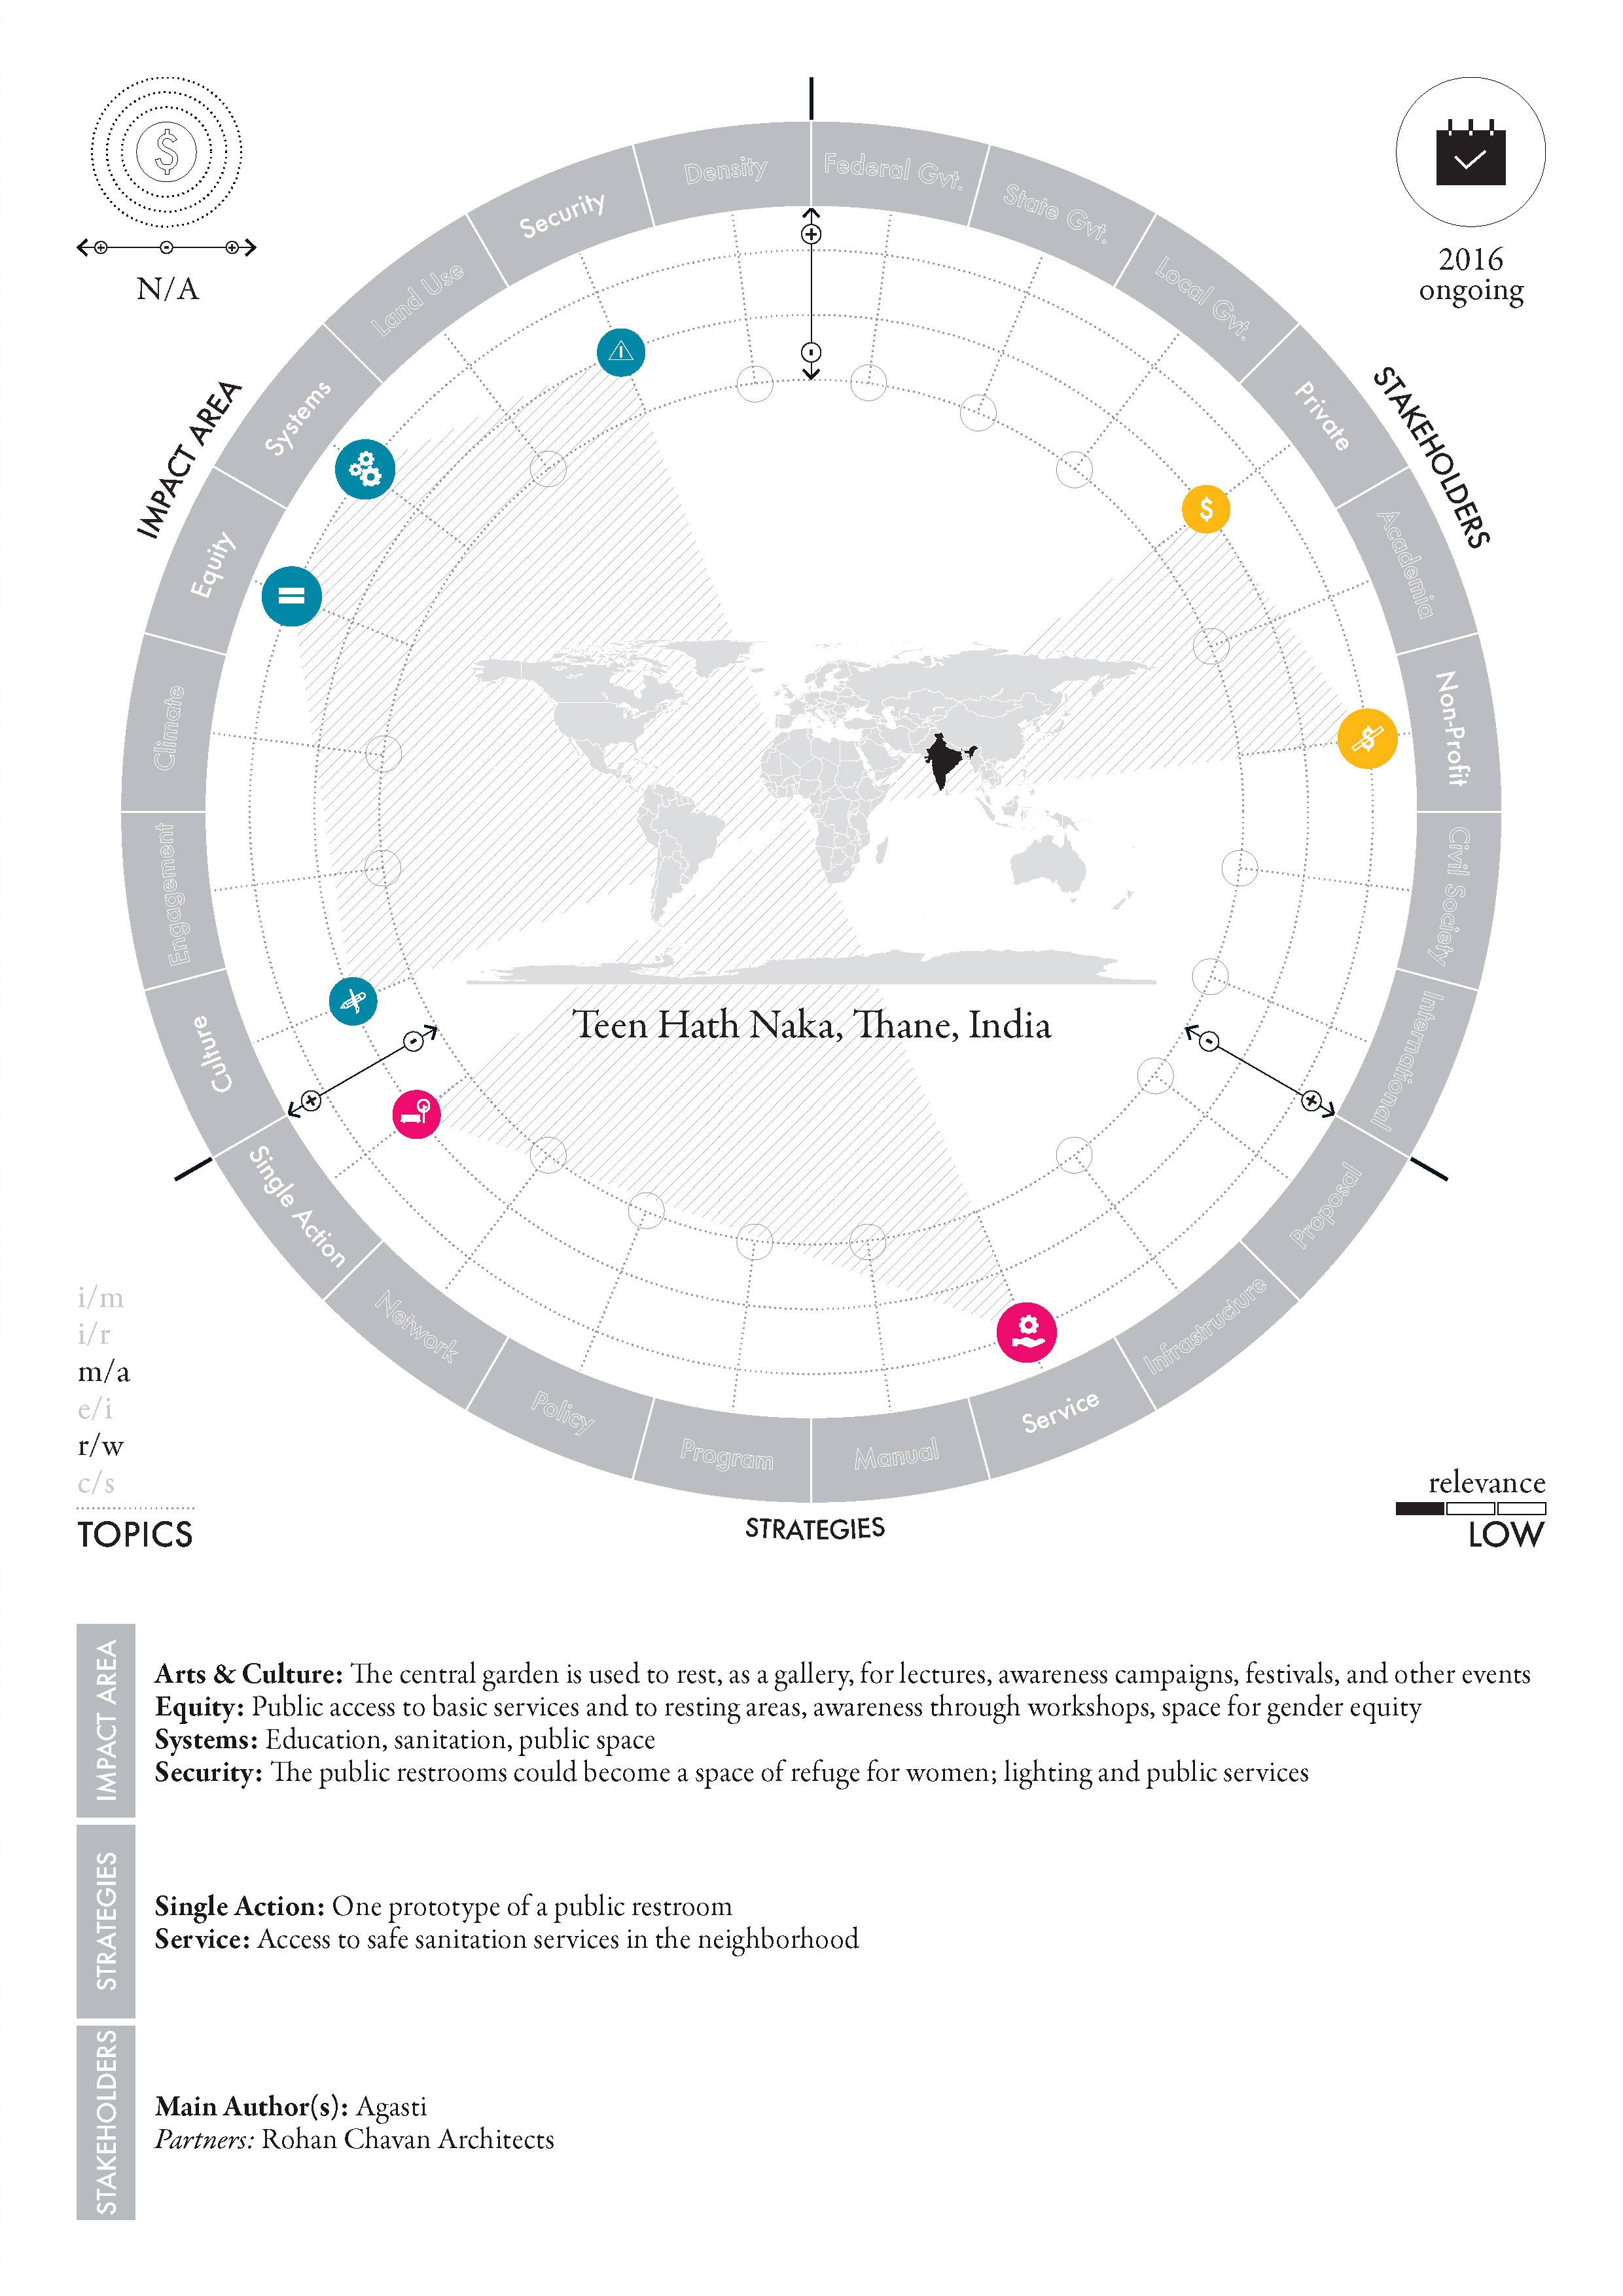 N/A
2016
ongoing
IMPACT AREA
STAKEHOLDERS
Density
Security
Land Use
Systems
Equity
Climate
Engagement
Culture
Federal Gvt.
State Gvt.
Local Gvt.
Private
Academia
Non-Profit
Civil Society
International
Single Action
Network
Policy
Program
Manual
Service
Infrastructure
Proposal
Teen Hath Naka, Thane, India
i/m
i/r
m/a
e/i
r/w
c/s
TOPICS
STRATEGIES
relevance
LOW
IMPACT AREA
Arts & Culture: The central garden is used to rest, as a gallery, for lectures, awareness campaigns, festivals, and other events
Equity: Public access to basic services and to resting areas, awareness through workshops, space for gender equity
Systems: Education, sanitation, public space
Security: The public restrooms could become a space of refuge for women; lighting and public services
STRATEGIES
Single Action: One prototype of a public restroom
Service: Access to safe sanitation services in the neighborhood
STAKEHOLDERS
Main Author(s): Agasti
Partners: Rohan Chavan Architects